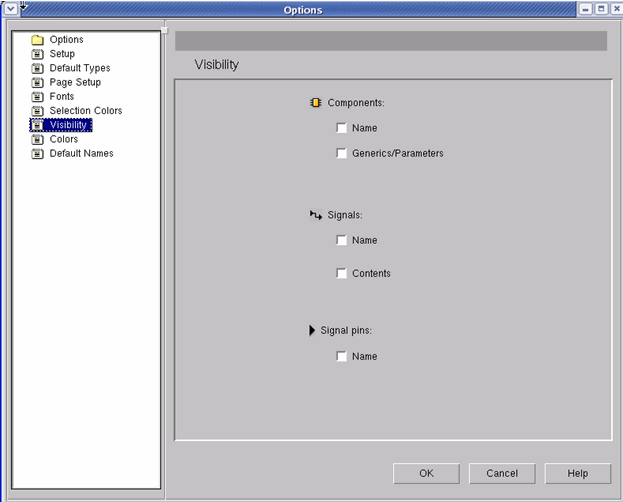 Options
Options
Setup
Default Types
Page Setup
Fonts
Selection Colors
Visibility
Colors
Default Names
Visibility
Components:
Name
Generics/Parameters
Signals:
Name
Contents
Signal pins:
Name
OK Cancel Help